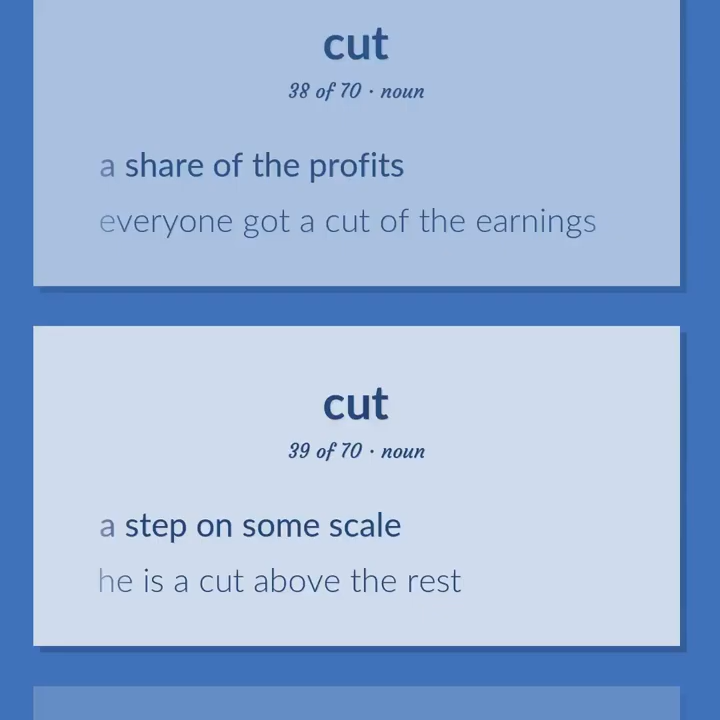 cut
38 of 70 · noun
a share of the profits
everyone got a cut of the earnings
cut
39 of 70 · noun
a step on some scale
he is a cut above the rest